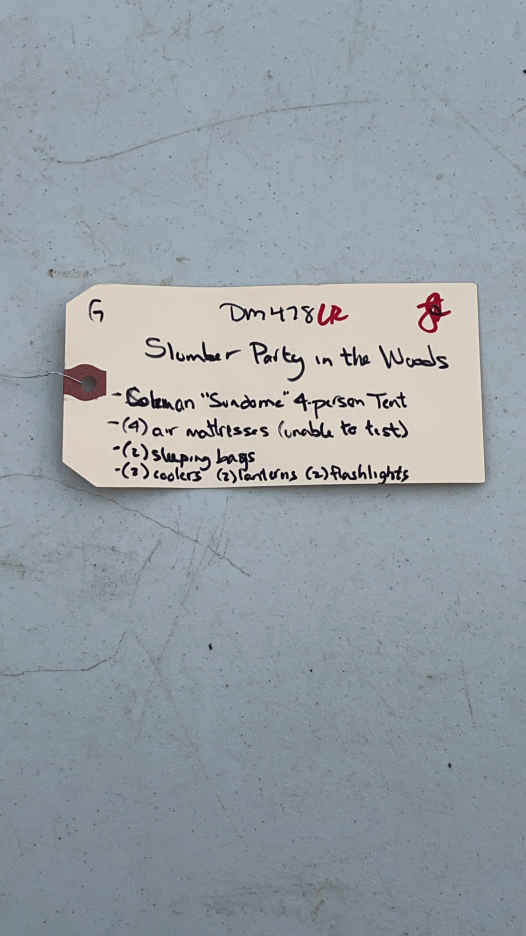 G DM478LR
Slumber Party in the Woods
- Coleman "Sundome" 4-person Tent
- (4) air mattresses (unable to test)
- (2) sleeping bags
- (3) coolers (2) lanterns (2) flashlights